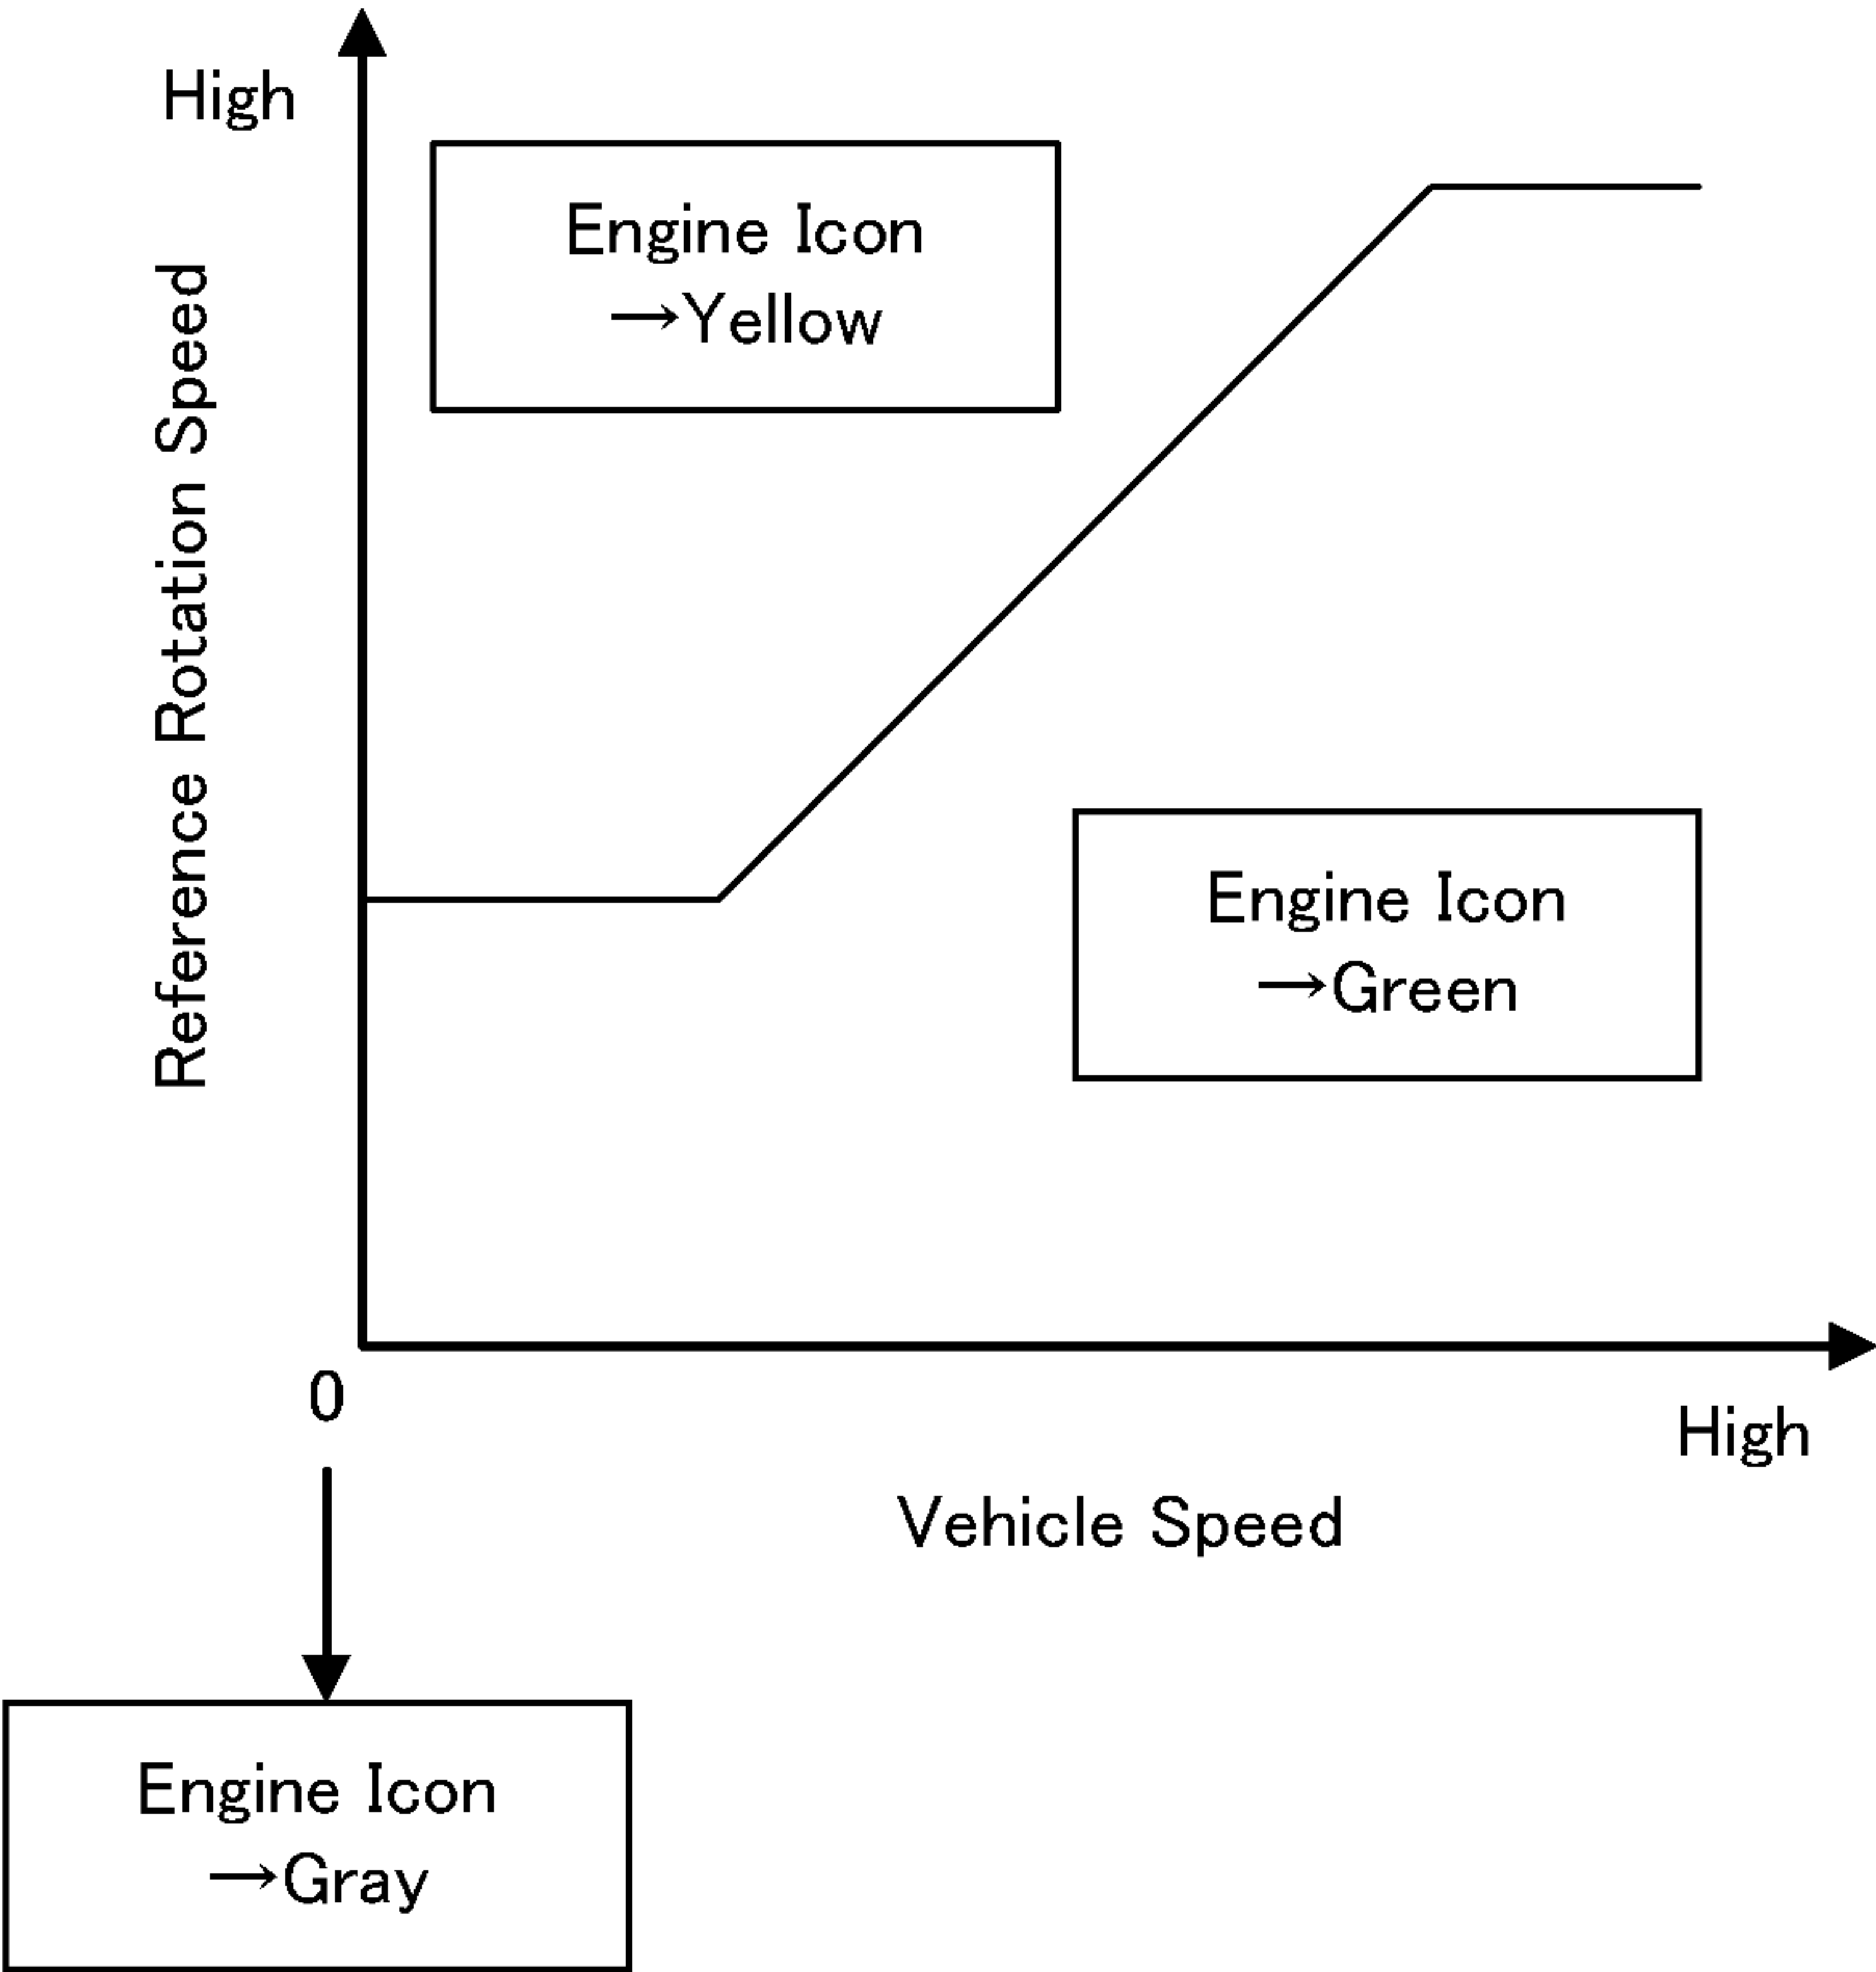 High
Engine Icon
→Yellow
Reference Rotation Speed
Engine Icon
→Green
0
High
Vehicle Speed
Engine Icon
→Gray